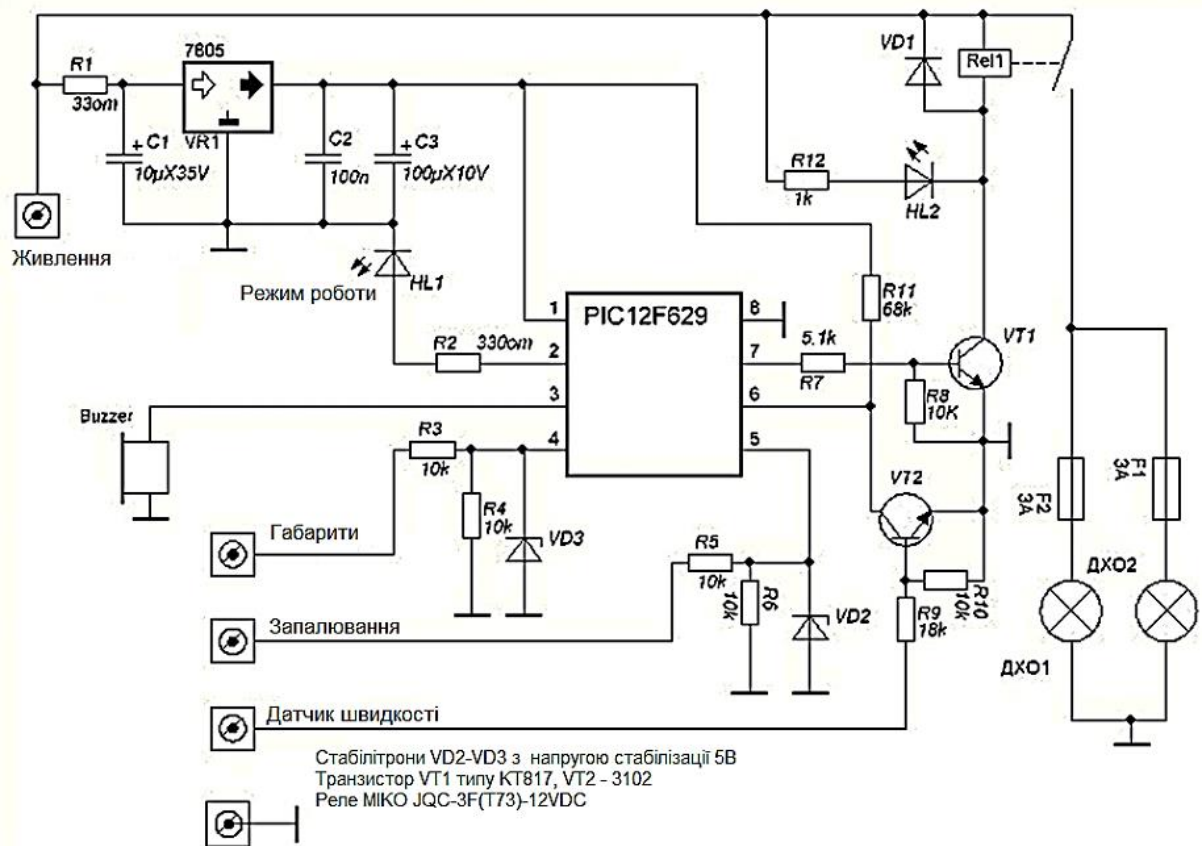 7805
VD1
Rel1
R1
33om
VR1
+ C1
10µX35V
C2
100n
+ C3
100µX10V
R12
1k
HL2
Живлення
Режим роботи
HL1
R11
68k
PIC12F629
1
2
3
4
8
7
6
5
R2 330om
5.1k
R7
VT1
R8
10K
Buzzer
R3
10k
R4
10k
VD3
VT2
F2
3A
F1
3A
Габарити
R5
10k
R6
10k
VD2
R9
18k
R10
10k
ДХО2
ДХО1
Запалювання
Датчик швидкості
Стабілітрони VD2-VD3 з напругою стабілізації 5В
Транзистор VT1 типу КТ817, VT2 - 3102
Реле MIKO JQC-3F(T73)-12VDC